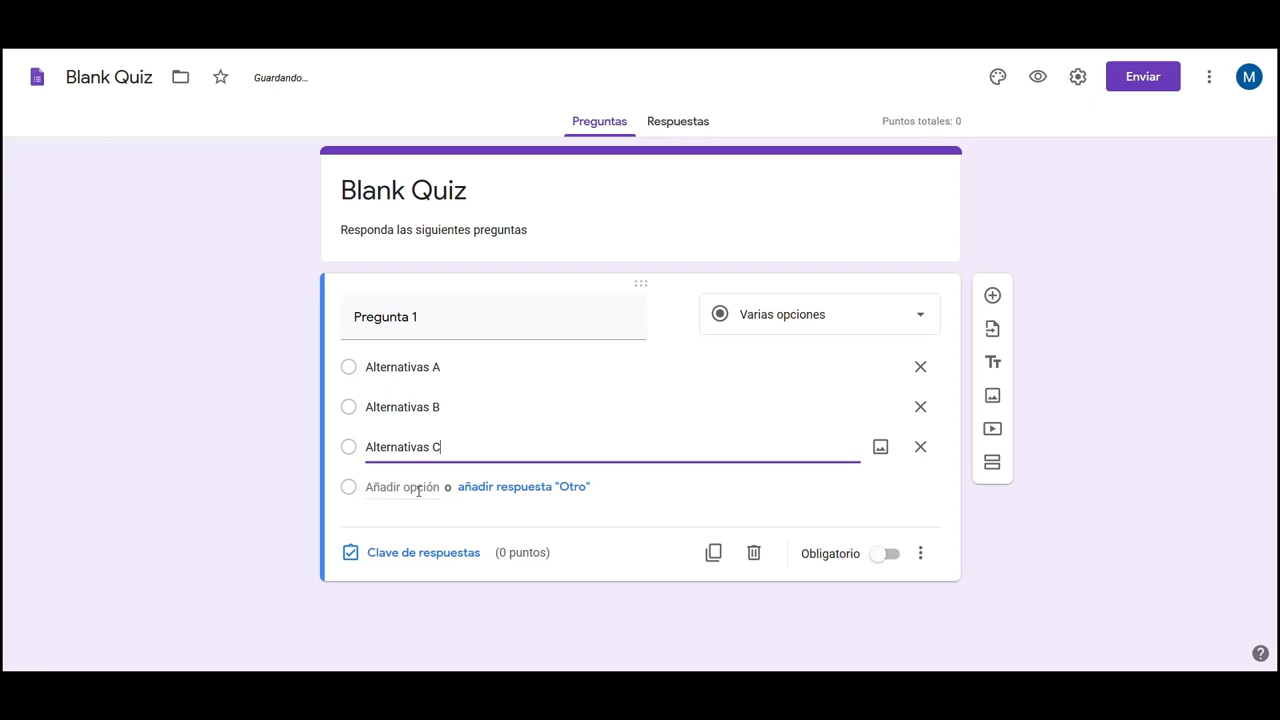 Blank Quiz
Guardando...
Enviar
M
Preguntas
Respuestas
Puntos totales: 0
Blank Quiz
Responda las siguientes preguntas
Pregunta 1
Varias opciones
Alternativas A
Alternativas B
Alternativas C
Añadir opción o añadir respuesta "Otro"
Clave de respuestas (0 puntos)
Obligatorio